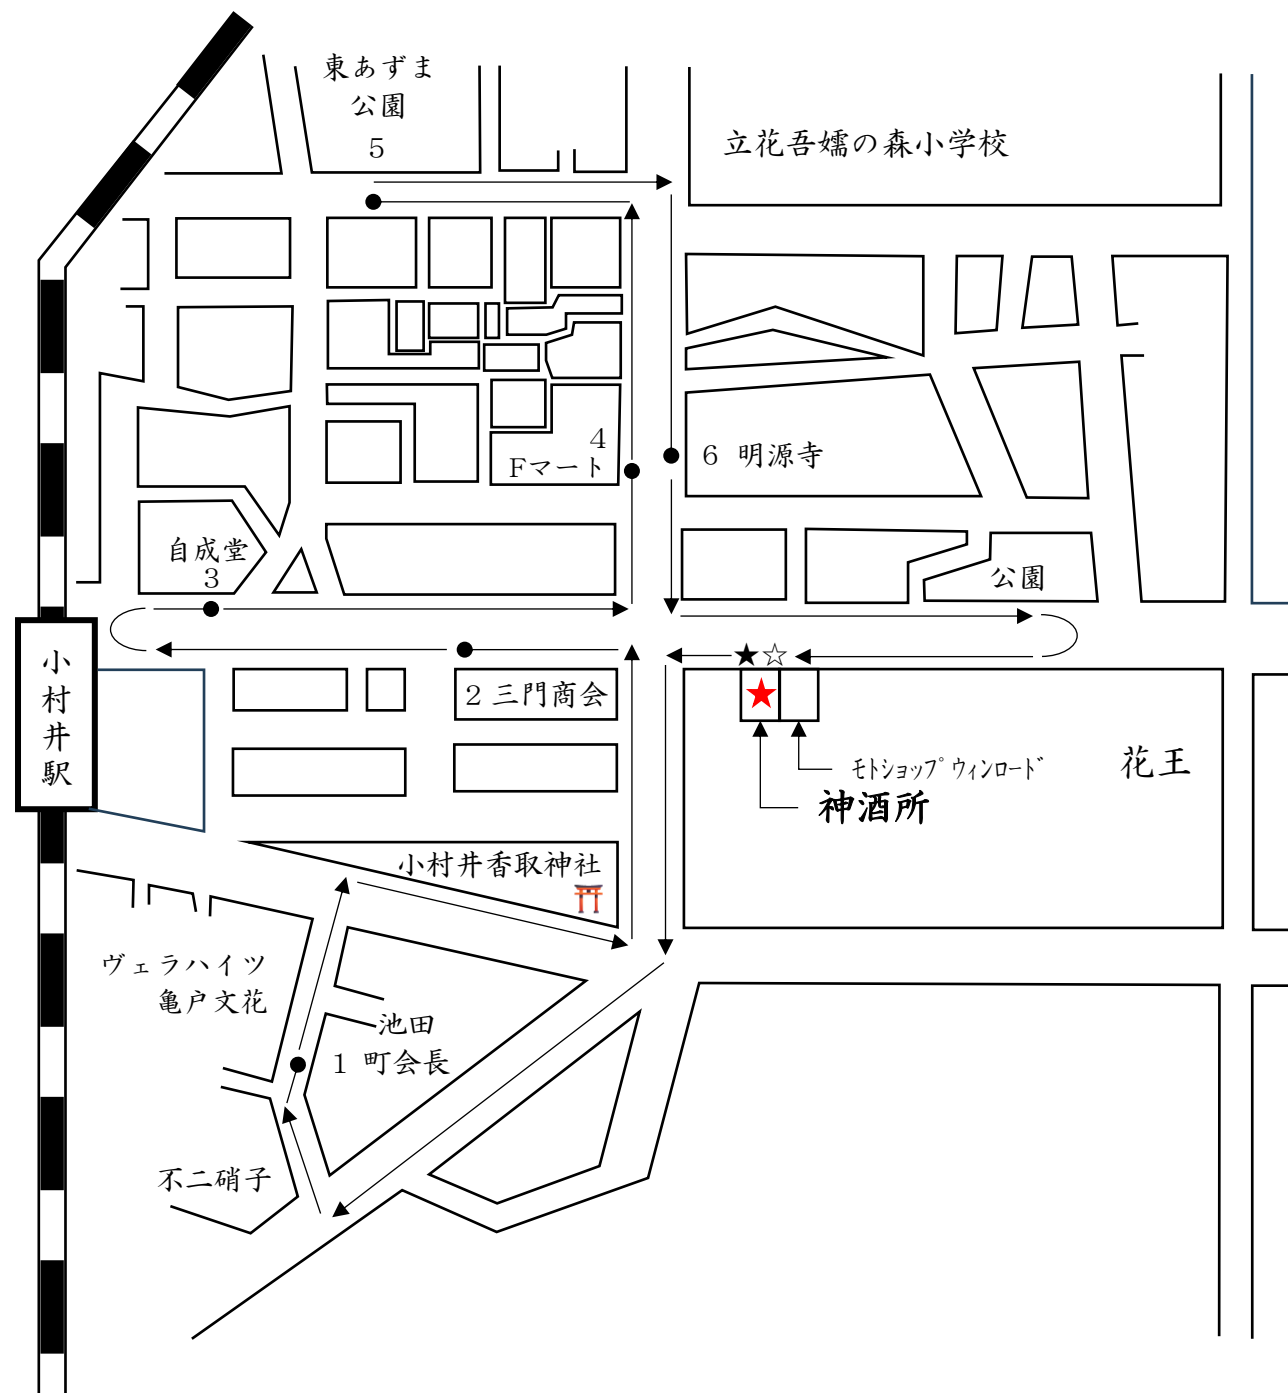 東あずま
公園
5
立花吾嬬の森小学校
4
Fマート
6 明源寺
自成堂
3
公園
小村井駅
★☆
2 三門商会
★
モトショップウィンロード
花王
神酒所
小村井香取神社
ヴェラハイツ
亀戸文花
池田
1 町会長
不二硝子